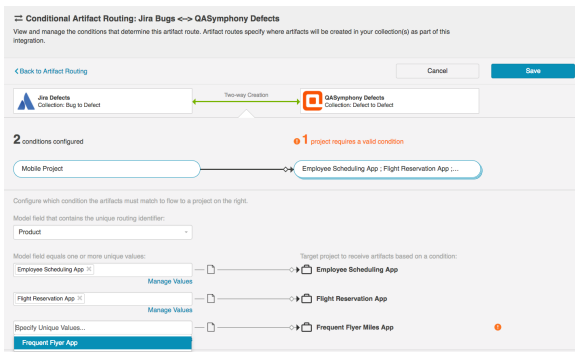 Conditional Artifact Routing: Jira Bugs <--> QASymphony Defects
View and manage the conditions that determine this artifact route. Artifact routes specify where artifacts will be created in your collection(s) as part of this
integration.
Back to Artifact Routing
Cancel
Save
Jira Defects
Collection: Bug to Defect
Two-way Creation
QASymphony Defects
Collection: Defect to Defect
2 conditions configured
1 project requires a valid condition
Mobile Project
Employee Scheduling App ; Flight Reservation App ;...
Configure which condition the artifacts must match to flow to a project on the right.
Model field that contains the unique routing identifier:
Product
Model field equals one or more unique values:
Target project to receive artifacts based on a condition:
Employee Scheduling App ×
Employee Scheduling App
Manage Values
Flight Reservation App ×
Flight Reservation App
Manage Values
Specify Unique Values...
Frequent Flyer Miles App
Frequent Flyer App